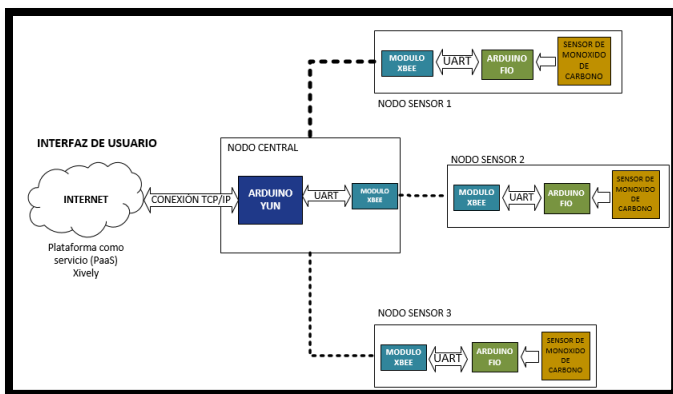 SENSOR DE
MONOXIDO
DE
CARBONO
MODULO
XBEE
UART
ARDUINO
FIO
NODO SENSOR 1
INTERFAZ DE USUARIO
NODO CENTRAL
NODO SENSOR 2
INTERNET
CONEXIÓN TCP/IP
ARDUINO
YUN
UART
MODULO
XBEE
MODULO
XBEE
UART
ARDUINO
FIO
SENSOR DE
MONOXIDO
DE
CARBONO
Plataforma como
servicio (PaaS)
Xively
NODO SENSOR 3
MODULO
XBEE
UART
ARDUINO
FIO
SENSOR DE
MONOXIDO
DE
CARBONO